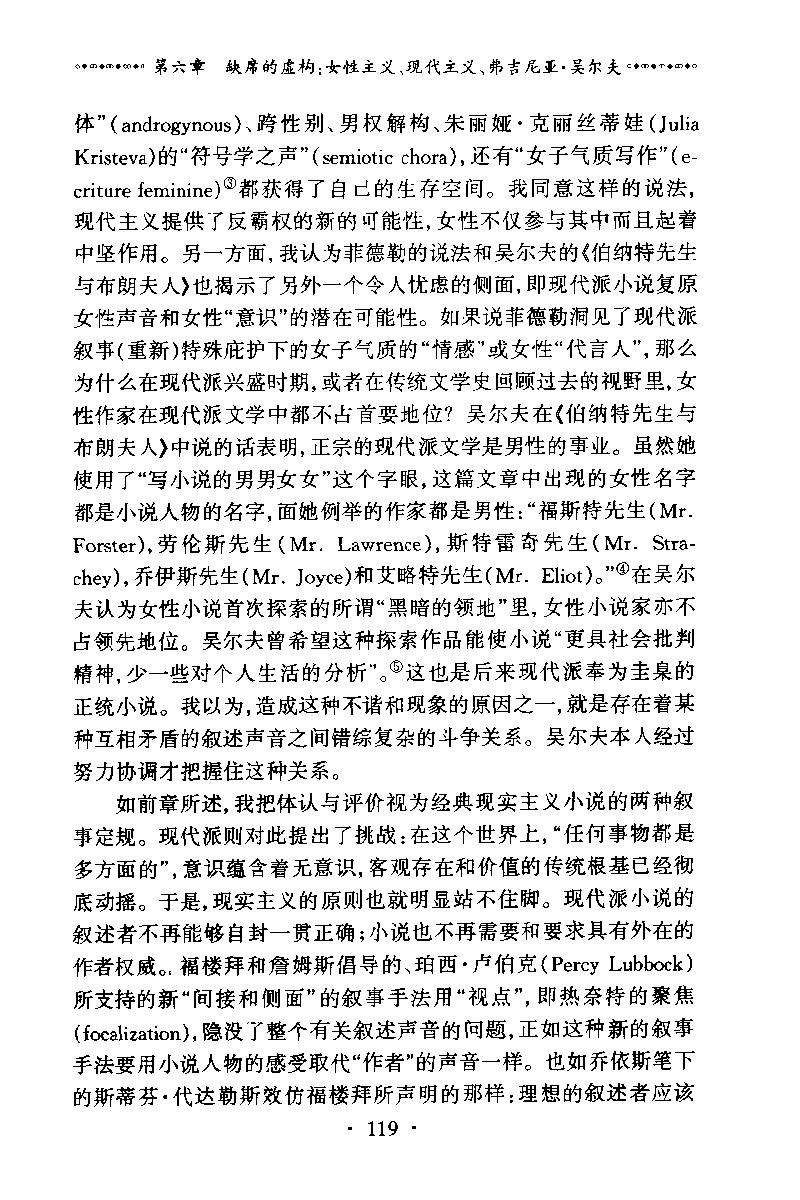 第六章 缺席的虚构:女性主义、现代主义、弗吉尼亚·吴尔夫
体”(androgynous)、跨性别、男权解构、朱丽娅·克丽丝蒂娃(Julia
Kristeva)的“符号学之声”(semiotic chora),还有“女子气质写作”(e-
criture feminine)③都获得了自己的生存空间。我同意这样的说法,
现代主义提供了反霸权的新的可能性,女性不仅参与其中而且起着
中坚作用。另一方面,我认为菲德勒的说法和吴尔夫的《伯纳特先生
与布朗夫人》也揭示了另外一个令人忧虑的侧面,即现代派小说复原
女性声音和女性“意识”的潜在可能性。如果说菲德勒洞见了现代派
叙事(重新)特殊庇护下的女子气质的“情感”或女性“代言人”,那么
为什么在现代派兴盛时期,或者在传统文学史回顾过去的视野里,女
性作家在现代派文学中都不占首要地位?吴尔夫在《伯纳特先生与
布朗夫人》中说的话表明,正宗的现代派文学是男性的事业。虽然她
使用了“写小说的男男女女”这个字眼,这篇文章中出现的女性名字
都是小说人物的名字,面她例举的作家都是男性:“福斯特先生(Mr.
Forster),劳伦斯先生(Mr. Lawrence),斯特雷奇先生(Mr. Stra-
chey),乔伊斯先生(Mr. Joyce)和艾略特先生(Mr. Eliot)。”④在吴尔
夫认为女性小说首次探索的所谓“黑暗的领地”里,女性小说家亦不
占领先地位。吴尔夫曾希望这种探索作品能使小说“更具社会批判
精神,少一些对个人生活的分析”。⑤这也是后来现代派奉为圭臬的
正统小说。我以为,造成这种不谐和现象的原因之一,就是存在着某
种互相矛盾的叙述声音之间错综复杂的斗争关系。吴尔夫本人经过
努力协调才把握住这种关系。
如前章所述,我把体认与评价视为经典现实主义小说的两种叙
事定规。现代派则对此提出了挑战:在这个世界上,“任何事物都是
多方面的”,意识蕴含着无意识,客观存在和价值的传统根基已经彻
底动摇。于是,现实主义的原则也就明显站不住脚。现代派小说的
叙述者不再能够自封一贯正确;小说也不再需要和要求具有外在的
作者权威。福楼拜和詹姆斯倡导的、珀西·卢伯克(Percy Lubbock)
所支持的新“间接和侧面”的叙事手法用“视点”,即热奈特的聚焦
(focalization),隐没了整个有关叙述声音的问题,正如这种新的叙事
手法要用小说人物的感受取代“作者”的声音一样。也如乔依斯笔下
的斯蒂芬·代达勒斯效仿福楼拜所声明的那样:理想的叙述者应该
· 119 ·